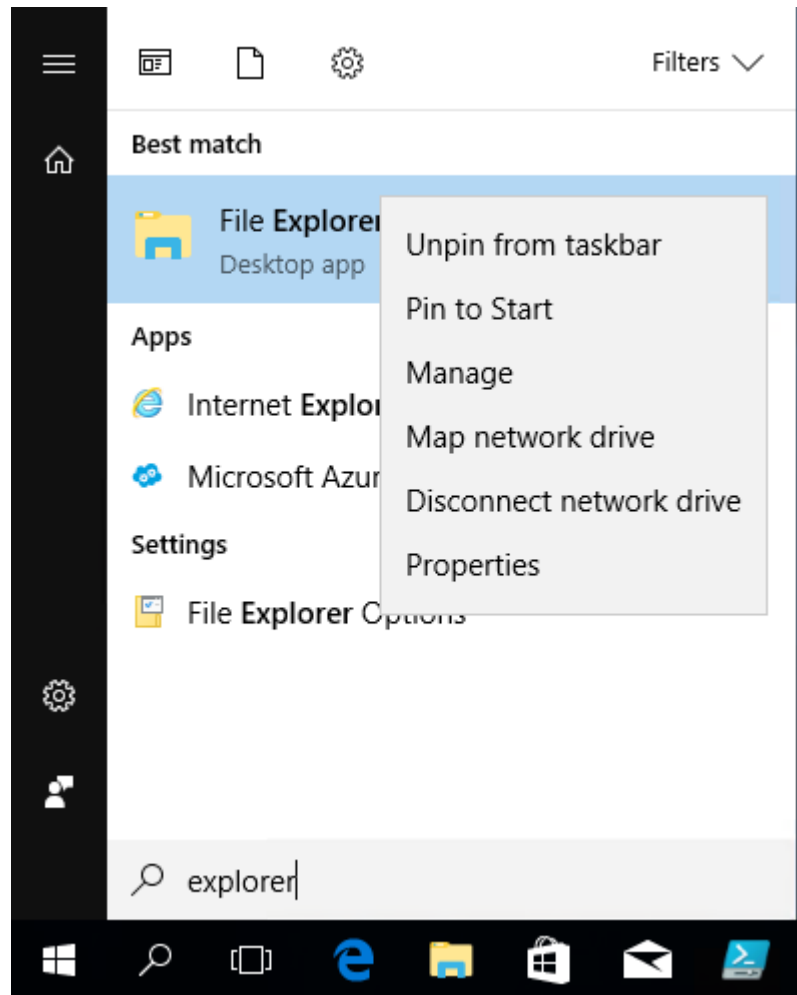 Filters
Best match
File Explorer
Desktop app
Unpin from taskbar
Pin to Start
Manage
Map network drive
Disconnect network drive
Properties
Apps
Internet Explor
Microsoft Azur
Settings
File Explorer Options
explorer